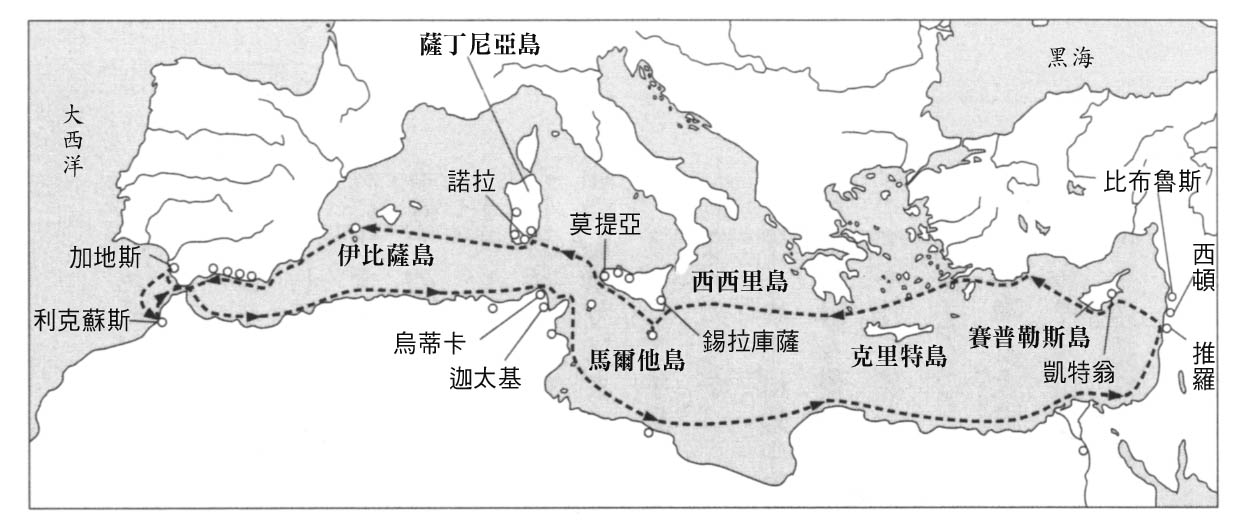 薩丁尼亞島
黑海
大西洋
諾拉
比布魯斯
莫提亞
加地斯
伊比薩島
西西里島
西頓
利克蘇斯
烏蒂卡
錫拉庫薩
賽普勒斯島
克里特島
馬爾他島
推羅
迦太基
凱特翁